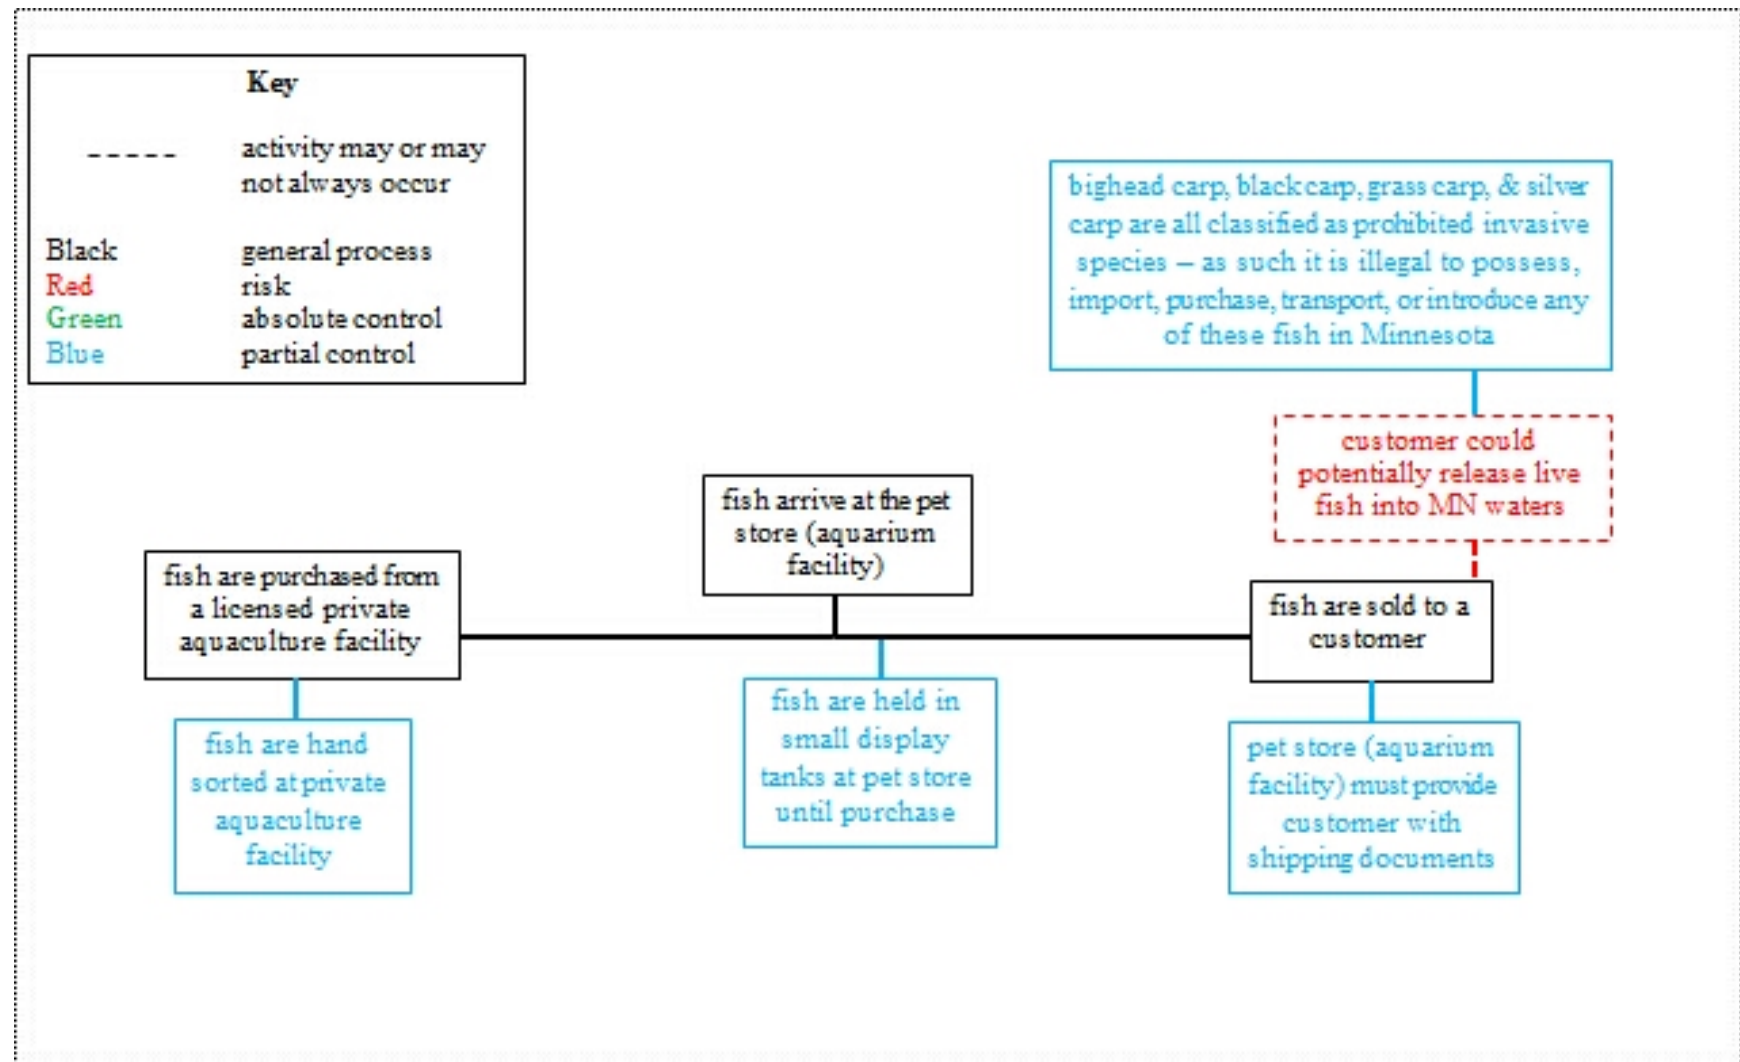 Key
activity may or may
not always occur
Black general process
Red risk
Green absolute control
Blue partial control
bighead carp, black carp, grass carp, & silver
carp are all classified as prohibited invasive
species – as such it is illegal to possess,
import, purchase, transport, or introduce any
of these fish in Minnesota
customer could
potentially release live
fish into MN waters
fish arrive at the pet
store (aquarium
facility)
fish are purchased from
a licensed private
aquaculture facility
fish are sold to a
customer
fish are hand
sorted at private
aquaculture
facility
fish are held in
small display
tanks at pet store
until purchase
pet store (aquarium
facility) must provide
customer with
shipping documents